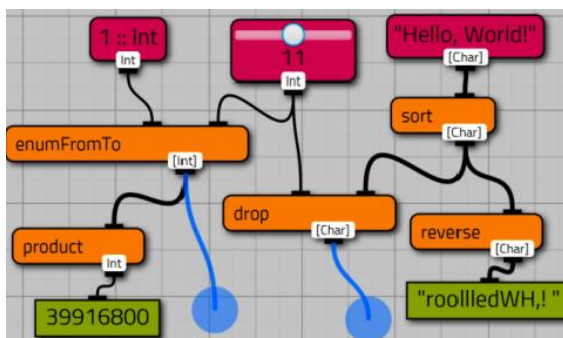 1 :: Int
Int
11
Int
"Hello, World!"
[Char]
sort
[Char]
enumFromTo
[Int]
drop
[Char]
reverse
[Char]
product
Int
39916800
"roollledWH,! "